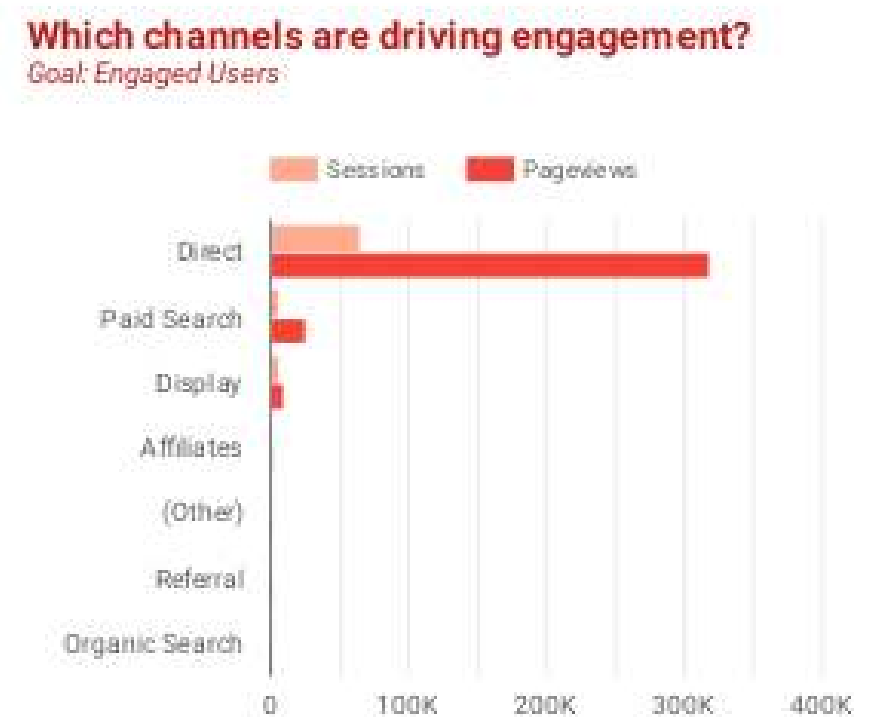 Which channels are driving engagement?
Goal: Engaged Users
Sessions Pageviews
Direct
Paid Search
Display
Affiliates
(Other)
Referral
Organic Search
0 100K 200K 300K 400K